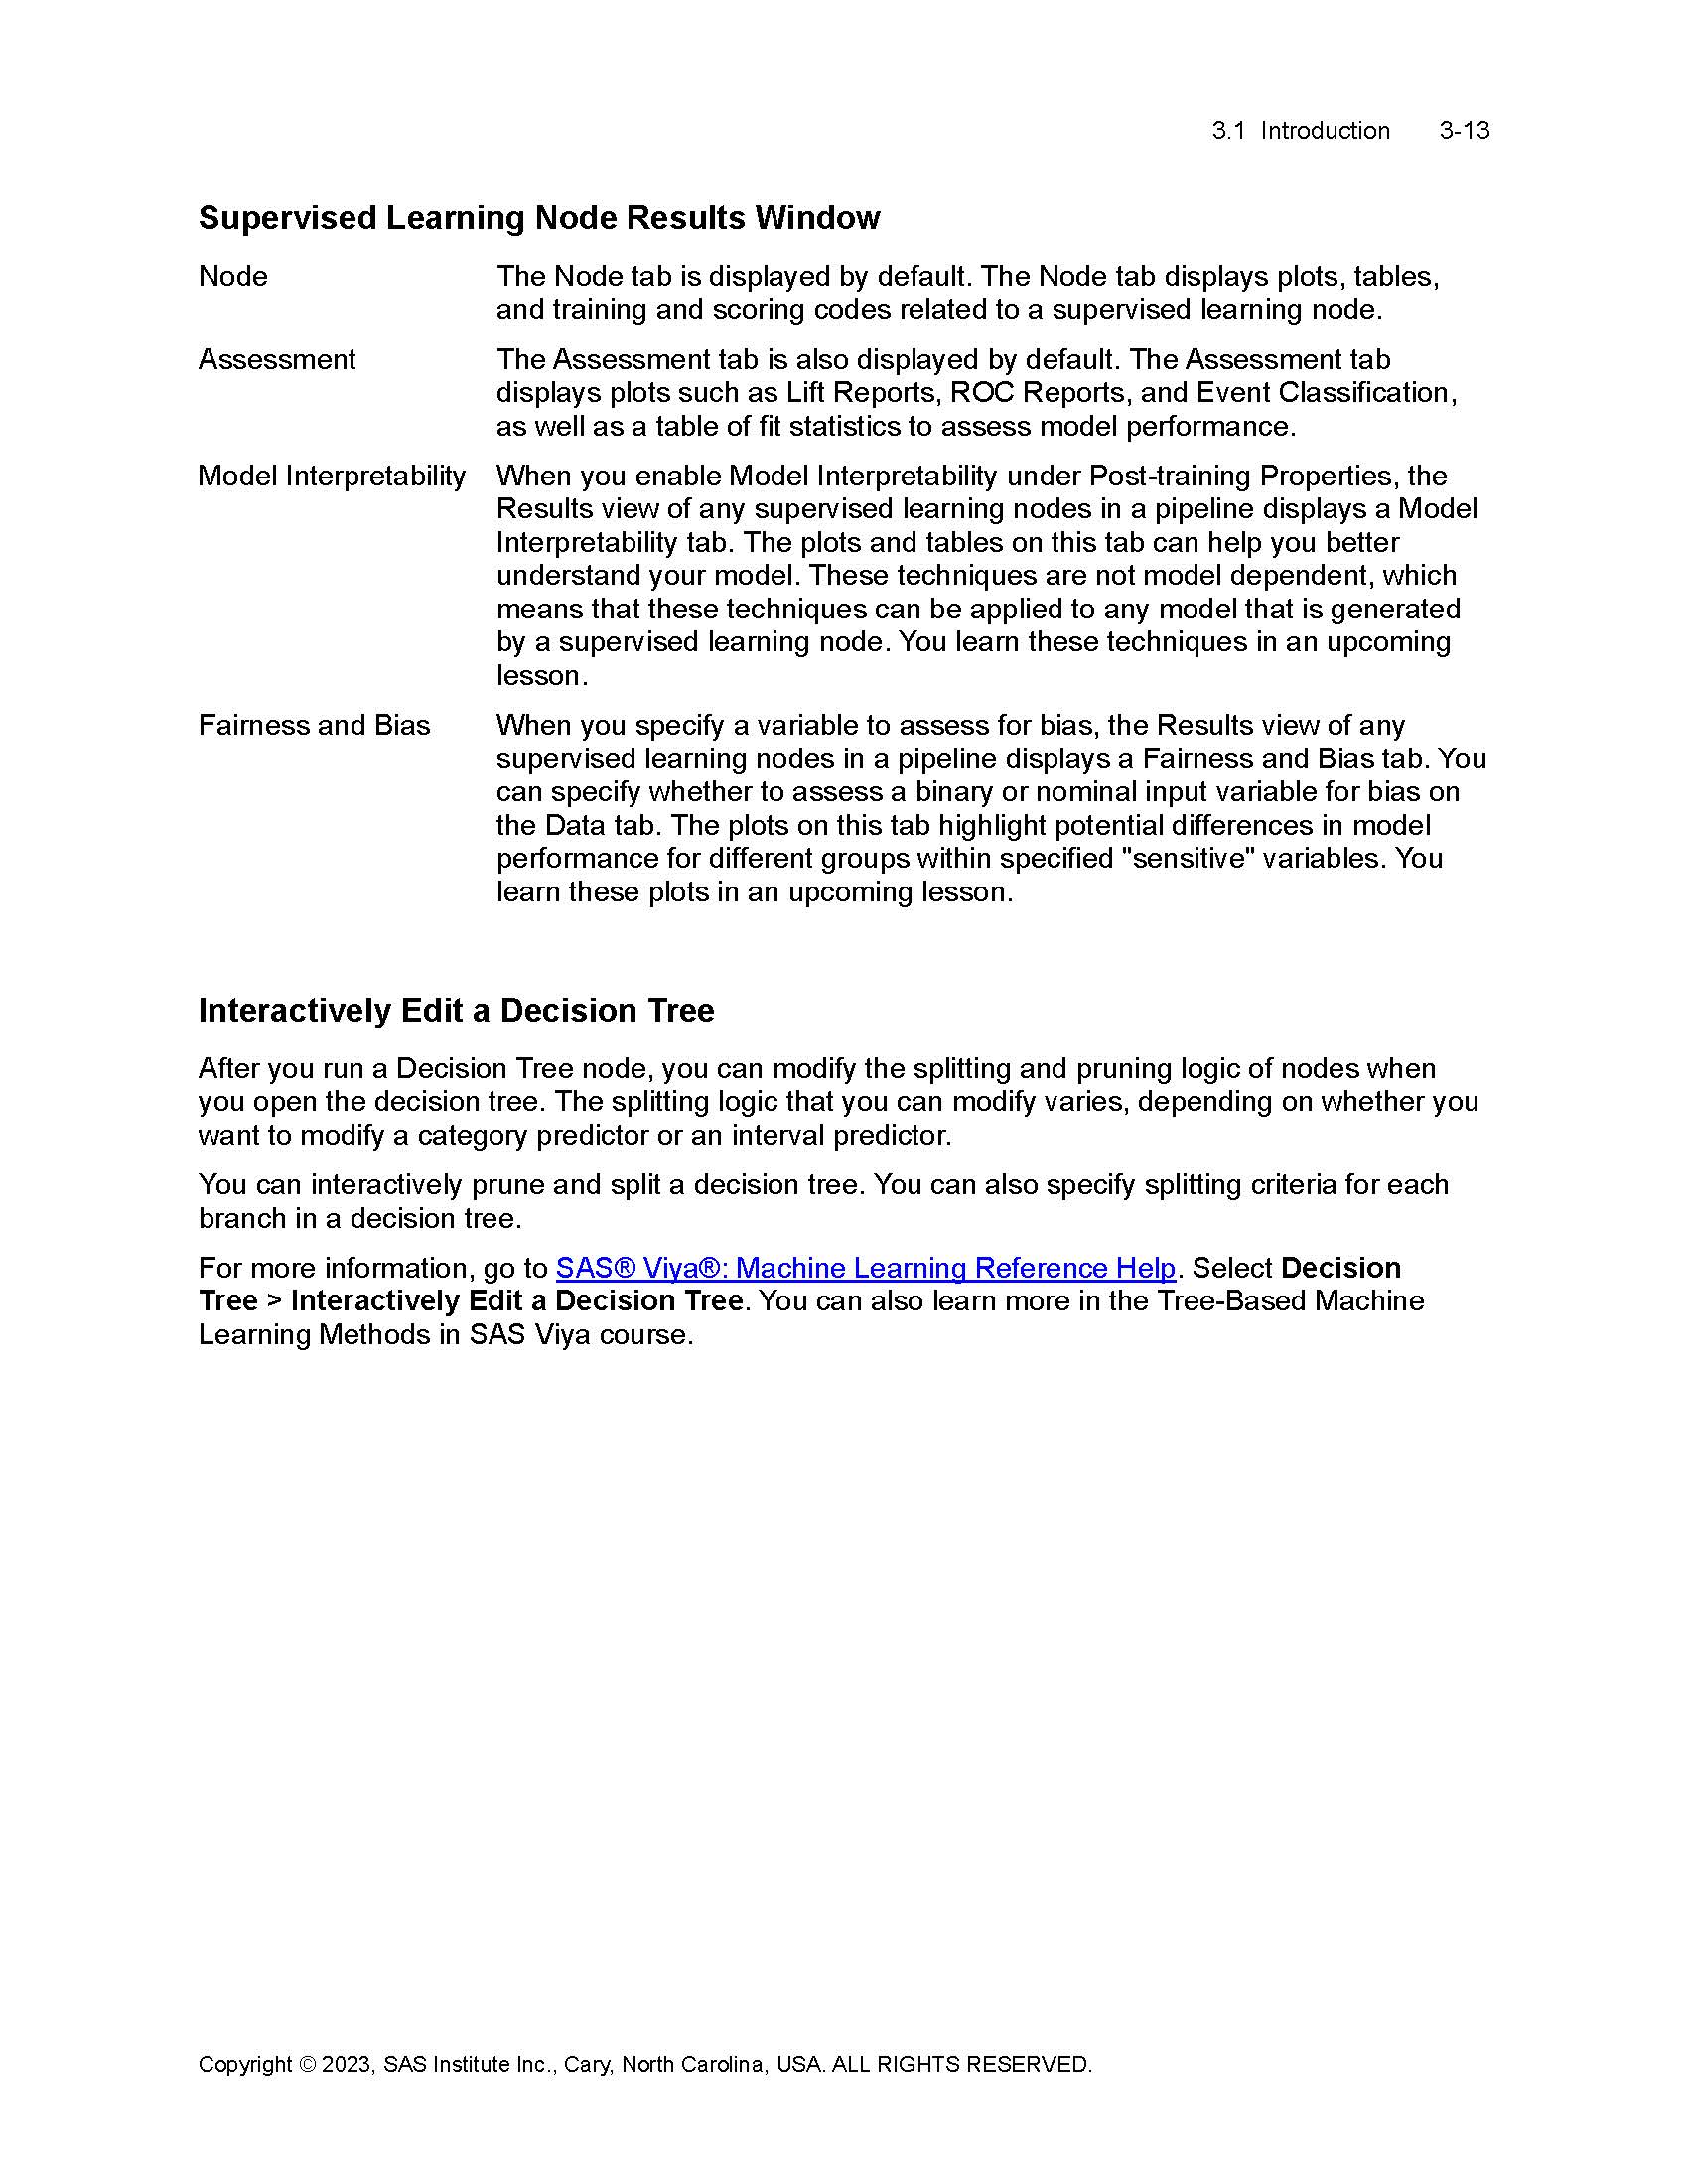 3.1 Introduction 3-13
Supervised Learning Node Results Window
Node The Node tab is displayed by default. The Node tab displays plots, tables,
and training and scoring codes related to a supervised learning node.
Assessment The Assessment tab is also displayed by default. The Assessment tab
displays plots such as Lift Reports, ROC Reports, and Event Classification,
as well as a table of fit statistics to assess model performance.
Model Interpretability When you enable Model Interpretability under Post-training Properties, the
Results view of any supervised learning nodes in a pipeline displays a Model
Interpretability tab. The plots and tables on this tab can help you better
understand your model. These techniques are not model dependent, which
means that these techniques can be applied to any model that is generated
by a supervised learning node. You learn these techniques in an upcoming
lesson.
Fairness and Bias When you specify a variable to assess for bias, the Results view of any
supervised learning nodes in a pipeline displays a Fairness and Bias tab. You
can specify whether to assess a binary or nominal input variable for bias on
the Data tab. The plots on this tab highlight potential differences in model
performance for different groups within specified "sensitive" variables. You
learn these plots in an upcoming lesson.
Interactively Edit a Decision Tree
After you run a Decision Tree node, you can modify the splitting and pruning logic of nodes when
you open the decision tree. The splitting logic that you can modify varies, depending on whether you
want to modify a category predictor or an interval predictor.
You can interactively prune and split a decision tree. You can also specify splitting criteria for each
branch in a decision tree.
For more information, go to SAS® Viya®: Machine Learning Reference Help. Select Decision
Tree > Interactively Edit a Decision Tree. You can also learn more in the Tree-Based Machine
Learning Methods in SAS Viya course.
Copyright © 2023, SAS Institute Inc., Cary, North Carolina, USA. ALL RIGHTS RESERVED.